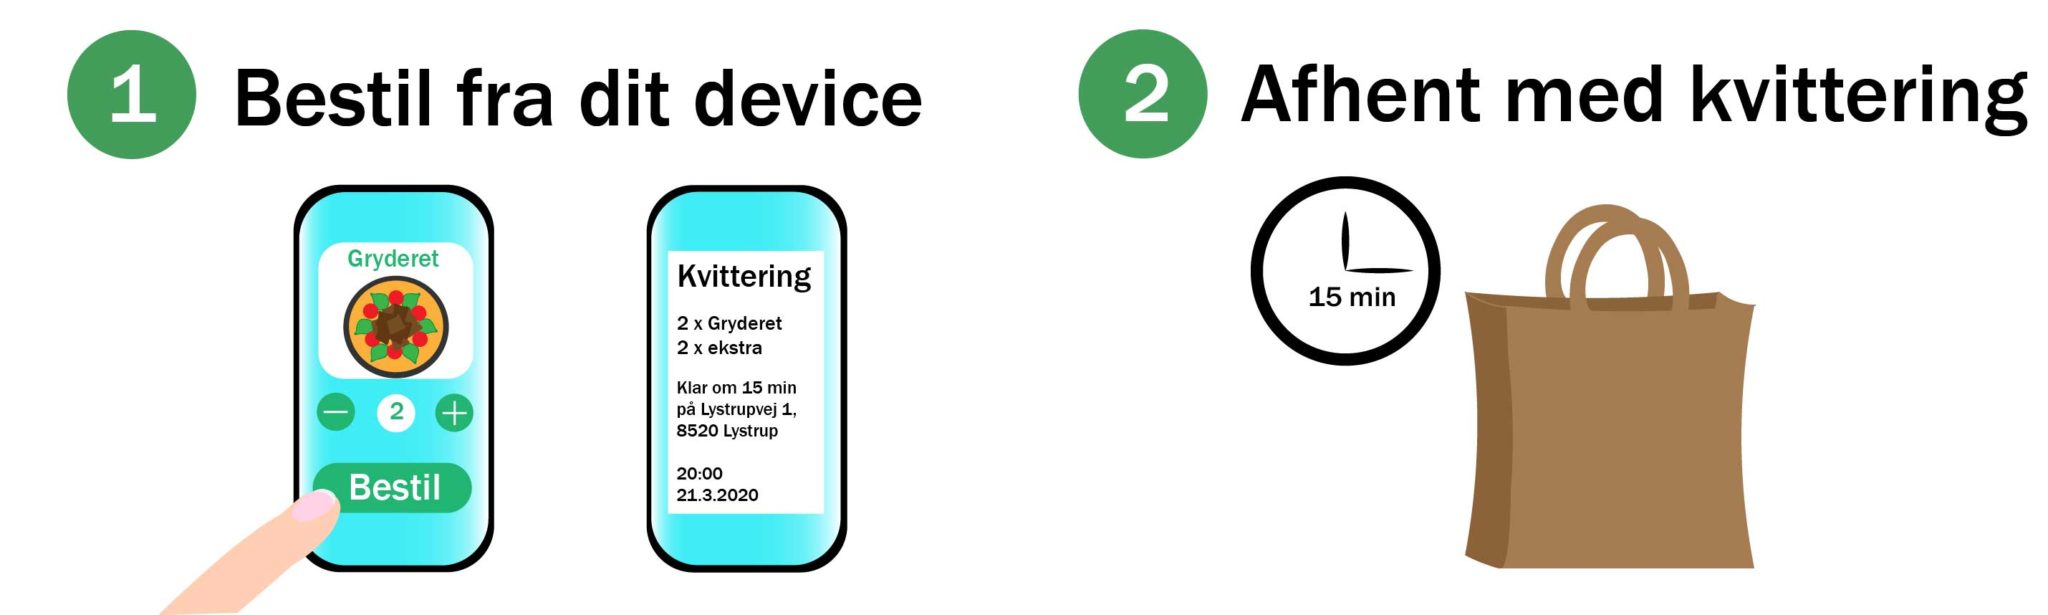 1 Bestil fra dit device
Gryderet
2
Bestil
Kvittering
2 x Gryderet
2 x ekstra
Klar om 15 min
på Lystrupvej 1,
8520 Lystrup
20:00
21.3.2020
2 Afhent med kvittering
15 min